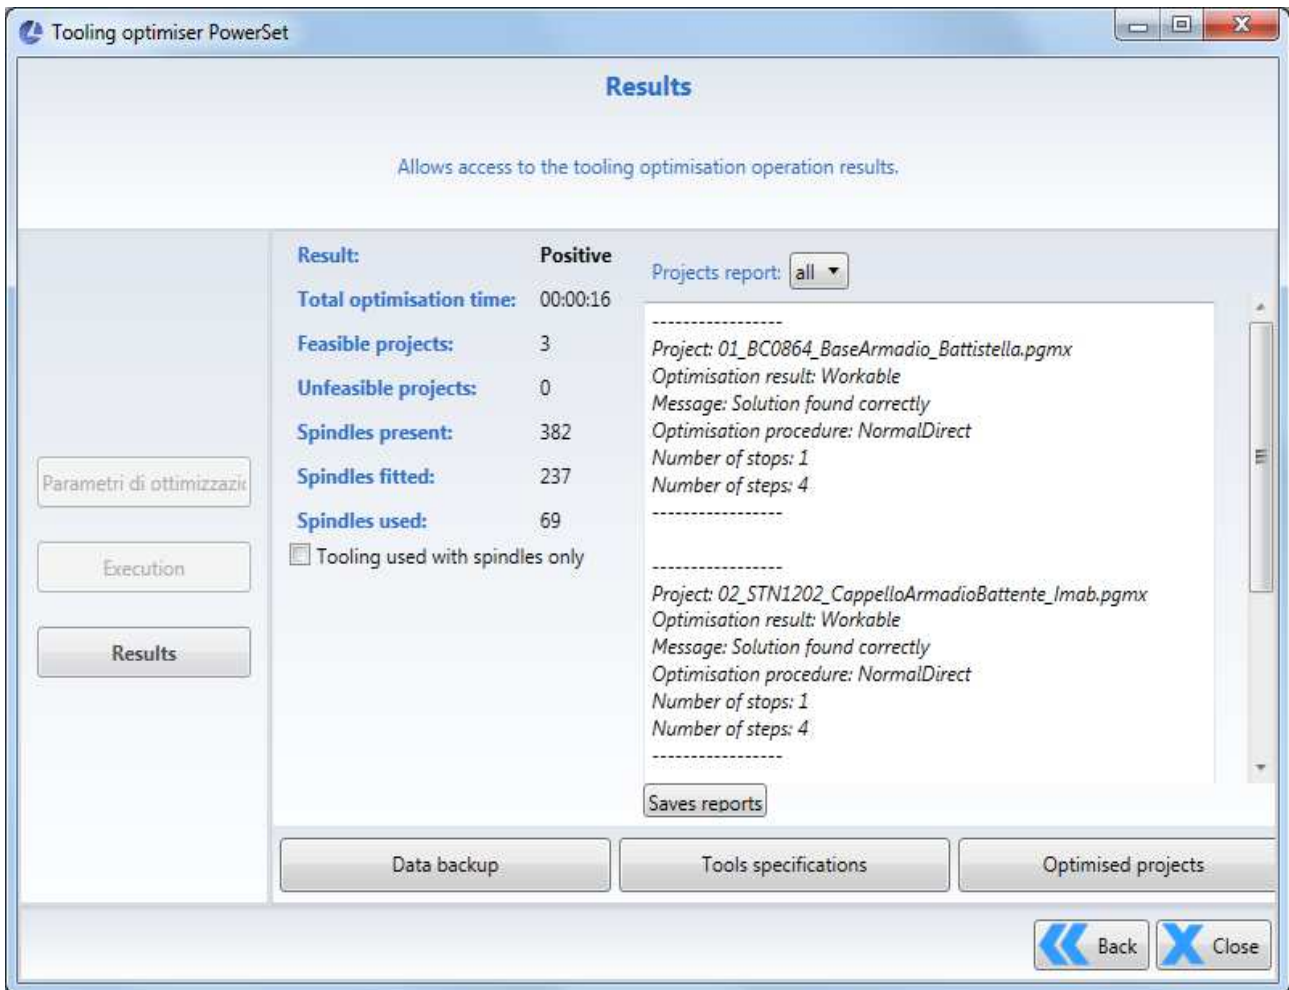 Tooling optimiser PowerSet
Results
Allows access to the tooling optimisation operation results.
Parametri di ottimizzazi
Execution
Results
Result: Positive
Total optimisation time: 00:00:16
Feasible projects: 3
Unfeasible projects: 0
Spindles present: 382
Spindles fitted: 237
Spindles used: 69
Tooling used with spindles only
Projects report: all
-----------------
Project: 01_BC0864_BaseArmadio_Battistella.pgmx
Optimisation result: Workable
Message: Solution found correctly
Optimisation procedure: NormalDirect
Number of stops: 1
Number of steps: 4
-----------------
-----------------
Project: 02_STN1202_CappelloArmadioBattente_Imab.pgmx
Optimisation result: Workable
Message: Solution found correctly
Optimisation procedure: NormalDirect
Number of stops: 1
Number of steps: 4
-----------------
Saves reports
Data backup
Tools specifications
Optimised projects
Back
Close